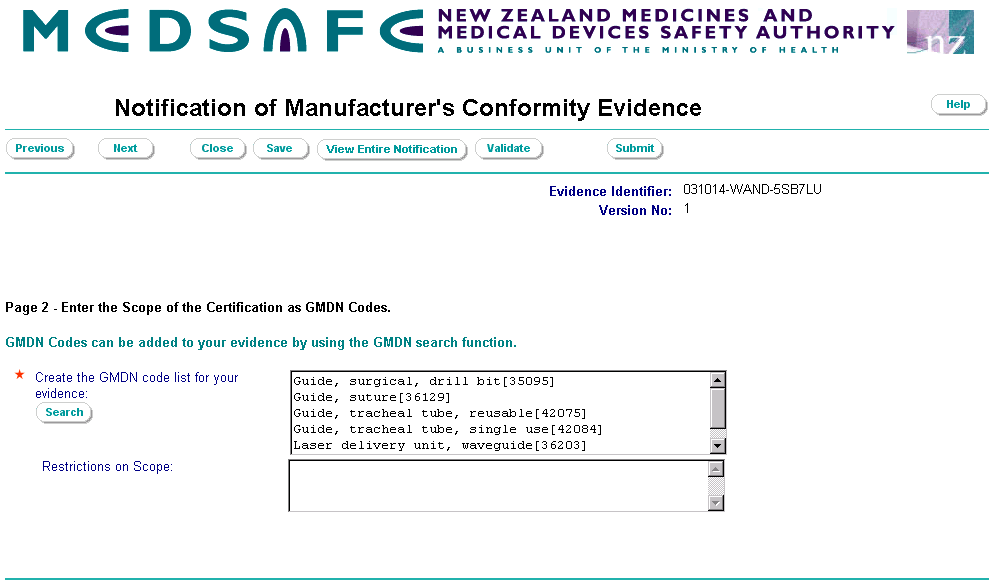 MEDSAFE
NEW ZEALAND MEDICINES AND
MEDICAL DEVICES SAFETY AUTHORITY
A BUSINESS UNIT OF THE MINISTRY OF HEALTH
nz
Notification of Manufacturer's Conformity Evidence
Help
Previous Next Close Save View Entire Notification Validate Submit
Evidence Identifier: 031014-WAND-5SB7LU
Version No: 1
Page 2 - Enter the Scope of the Certification as GMDN Codes.
GMDN Codes can be added to your evidence by using the GMDN search function.
Create the GMDN code list for your
evidence:
Search
Guide, surgical, drill bit[35095]
Guide, suture[36129]
Guide, tracheal tube, reusable[42075]
Guide, tracheal tube, single use[42084]
Laser delivery unit, waveguide[36203]
Restrictions on Scope: